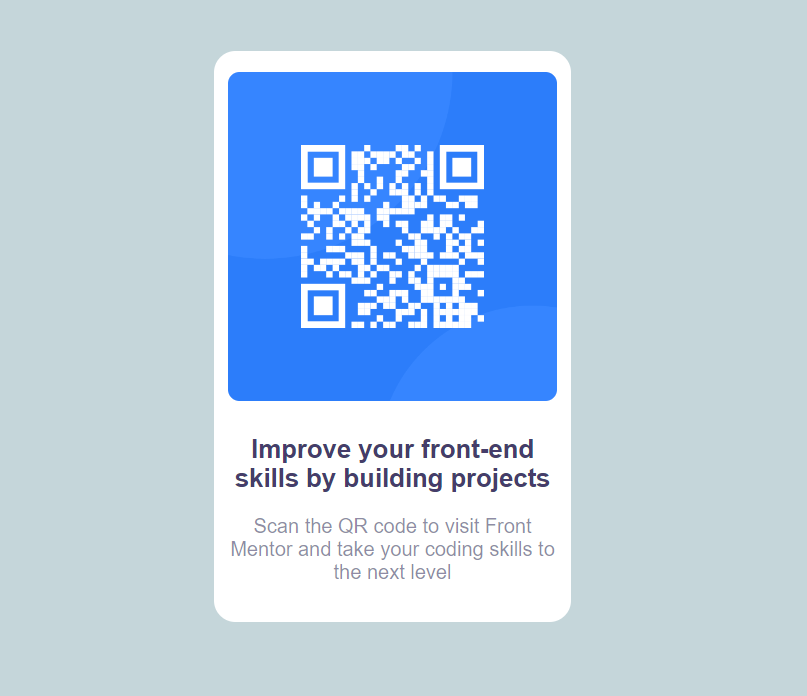 Improve your front-end
skills by building projects
Scan the QR code to visit Front
Mentor and take your coding skills to
the next level